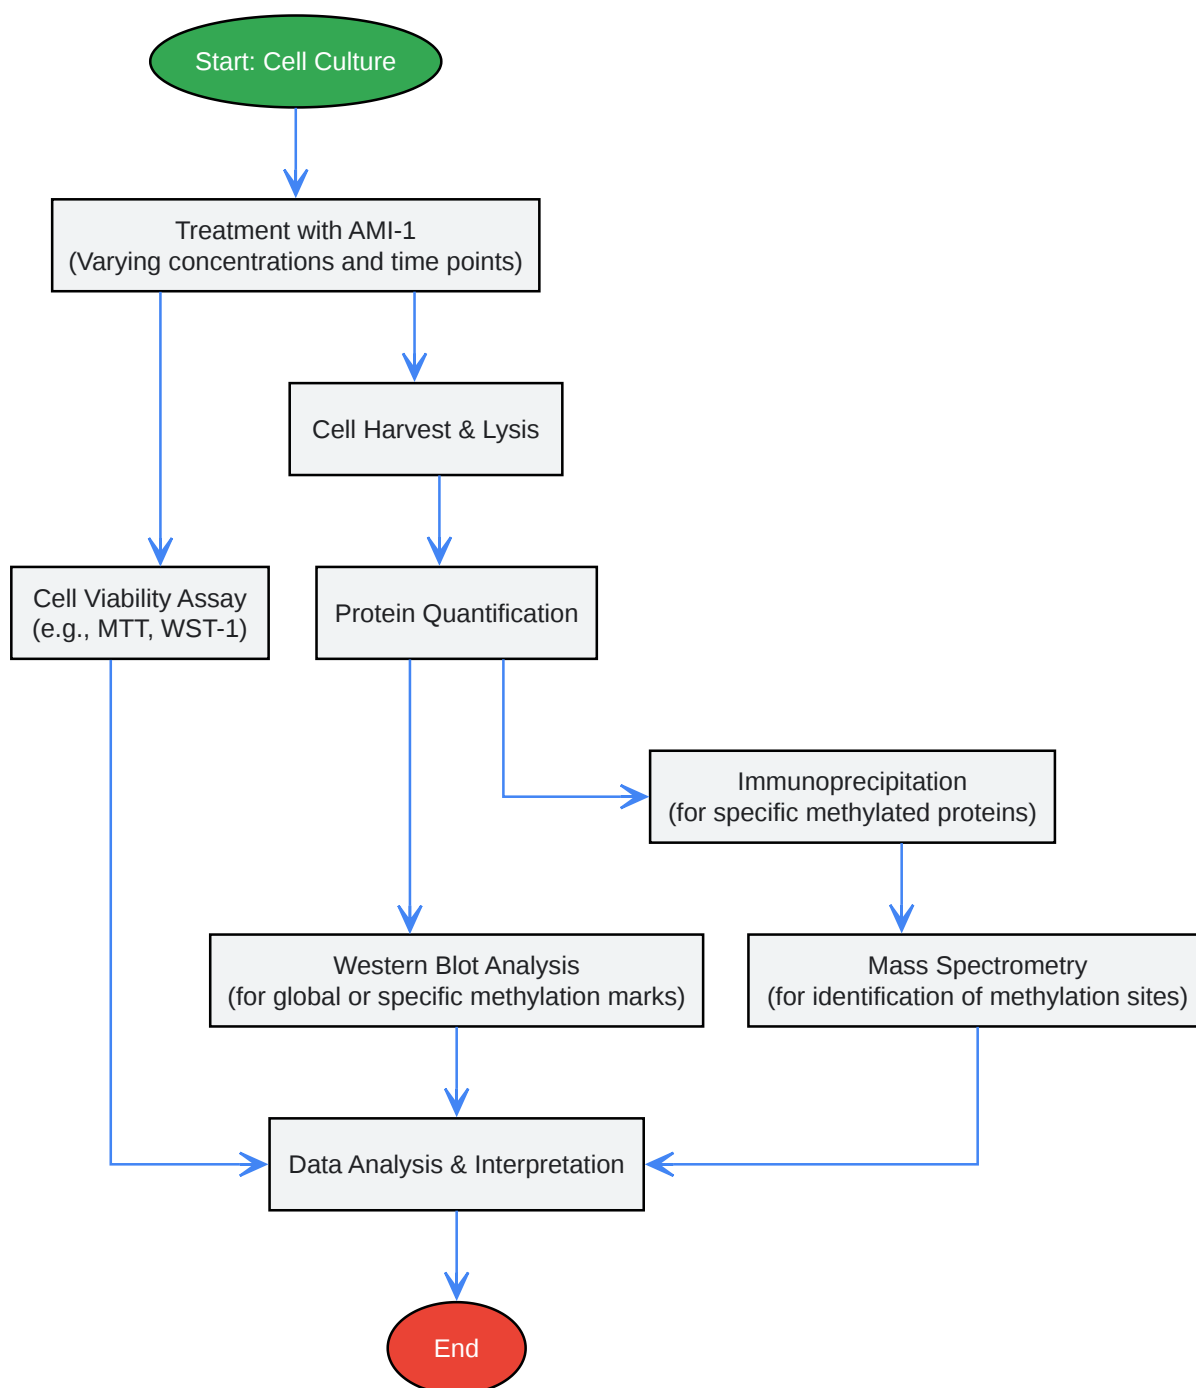 Start: Cell Culture
Treatment with AMI-1
(Varying concentrations and time points)
Cell Harvest & Lysis
Cell Viability Assay
(e.g., MTT, WST-1)
Protein Quantification
Immunoprecipitation
(for specific methylated proteins)
Western Blot Analysis
(for global or specific methylation marks)
Mass Spectrometry
(for identification of methylation sites)
Data Analysis & Interpretation
End